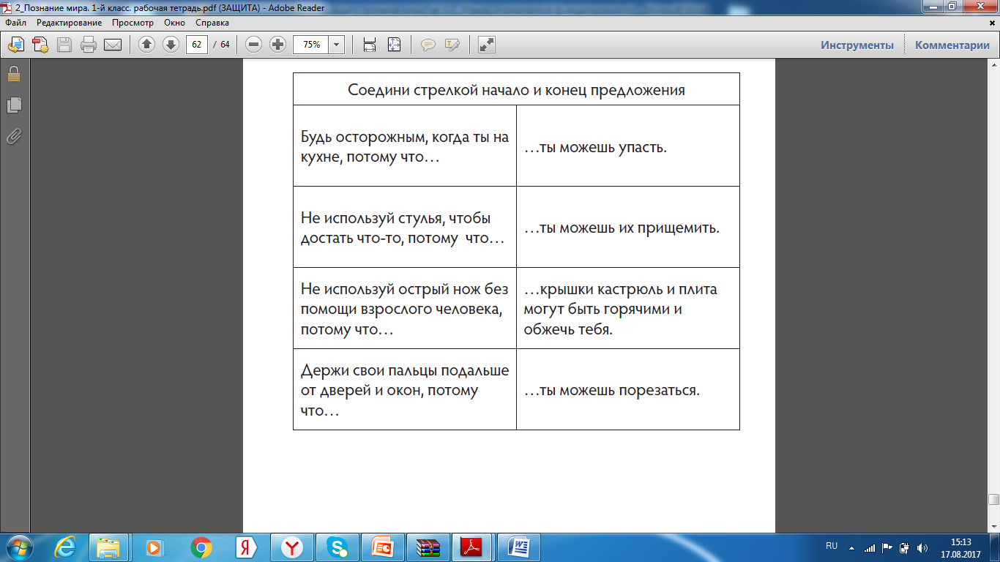 2_Познание мира. 1-й класс. рабочая тетрадь.pdf (ЗАЩИТА) - Adobe Reader
Файл Редактирование Просмотр Окно Справка
62 / 64 75% Инструменты Комментарии
Соедини стрелкой начало и конец предложения
Будь осторожным, когда ты на
кухне, потому что…
…ты можешь упасть.
Не используй стулья, чтобы
достать что-то, потому  что…
…ты можешь их прищемить.
Не используй острый нож без
помощи взрослого человека,
потому что…
…крышки кастрюль и плита
могут быть горячими и
обжечь тебя.
Держи свои пальцы подальше
от дверей и окон, потому
что…
…ты можешь порезаться.
RU
15:13
17.08.2017